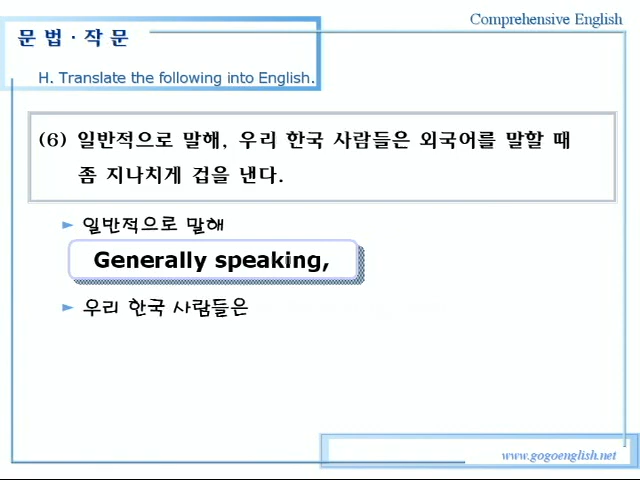 Comprehensive English
문 법 · 작 문
H. Translate the following into English.
(6) 일반적으로 말해, 우리 한국 사람들은 외국어를 말할 때
좀 지나치게 겁을 낸다.
► 일반적으로 말해
Generally speaking,
► 우리 한국 사람들은
www.gogoenglish.net